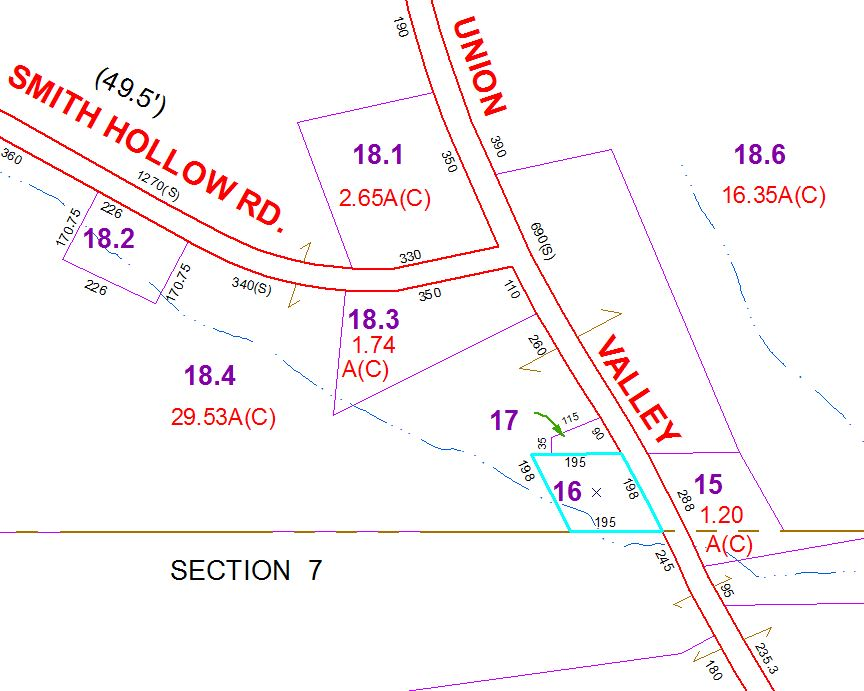 190
UNION
(49.5')
SMITH HOLLOW RD.
18.1
2.65A(C)
350
390
18.6
16.35A(C)
360
1270(S)
226
170.75
18.2
226
170.75
340(S)
330
350
690(S)
110
18.3
1.74
A(C)
260
VALLEY
18.4
29.53A(C)
17
115
90
35
195
198
16
198
195
15
288
1.20
A(C)
SECTION 7
245
95
235.3
180